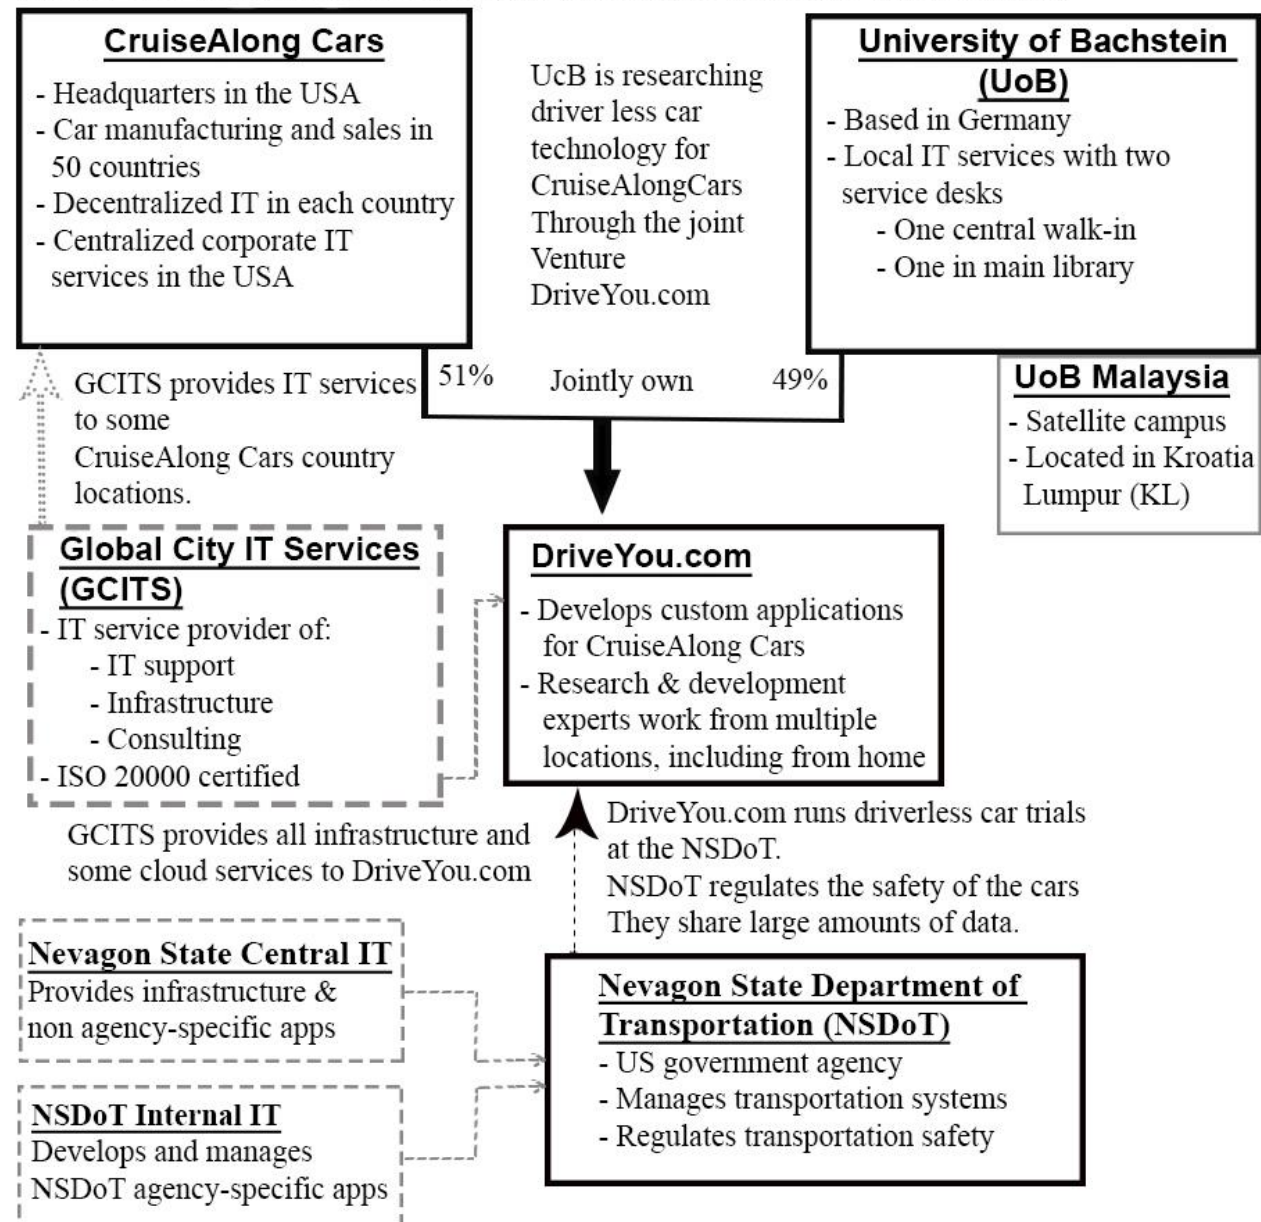 CruiseAlong Cars
- Headquarters in the USA
- Car manufacturing and sales in
50 countries
- Decentralized IT in each country
- Centralized corporate IT
services in the USA
UcB is researching
driver less car
technology for
CruiseAlongCars
Through the joint
Venture
DriveYou.com
University of Bachstein
(UoB)
- Based in Germany
- Local IT services with two
service desks
- One central walk-in
- One in main library
UoB Malaysia
- Satellite campus
- Located in Kroatia
Lumpur (KL)
51%
Jointly own
49%
GCITS provides IT services
to some
CruiseAlong Cars country
locations.
Global City IT Services
(GCITS)
- IT service provider of:
- IT support
- Infrastructure
- Consulting
- ISO 20000 certified
DriveYou.com
- Develops custom applications
for CruiseAlong Cars
- Research & development
experts work from multiple
locations, including from home
GCITS provides all infrastructure and
some cloud services to DriveYou.com
DriveYou.com runs driverless car trials
at the NSDoT.
NSDoT regulates the safety of the cars
They share large amounts of data.
Nevagon State Central IT
Provides infrastructure &
non agency-specific apps
NSDoT Internal IT
Develops and manages
NSDoT agency-specific apps
Nevagon State Department of
Transportation (NSDoT)
- US government agency
- Manages transportation systems
- Regulates transportation safety